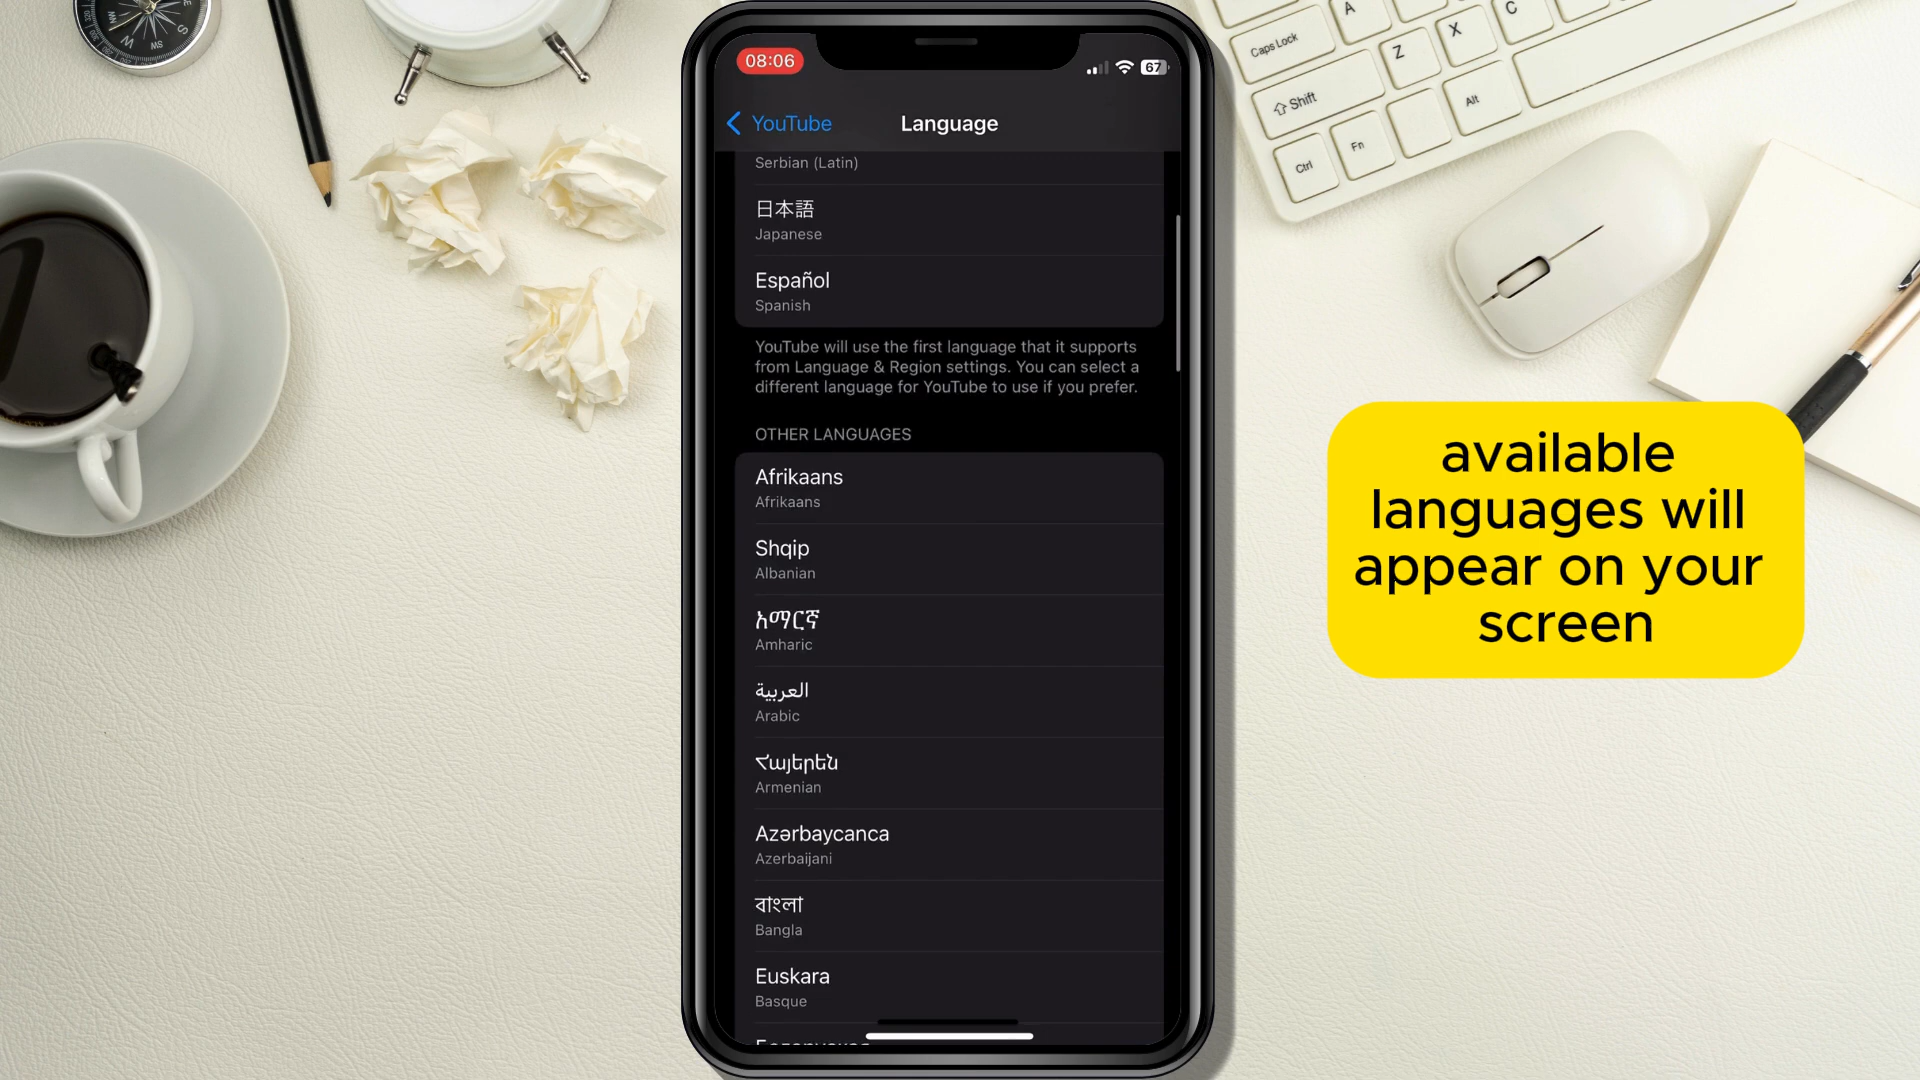 08:06
67
YouTube
Language
Serbian (Latin)
日本語
Japanese
Español
Spanish
YouTube will use the first language that it supports
from Language & Region settings. You can select a
different language for YouTube to use if you prefer.
OTHER LANGUAGES
Afrikaans
Afrikaans
Shqip
Albanian
አማርኛ
Amharic
العربية
Arabic
Հայերեն
Armenian
Azərbaycanca
Azerbaijani
বাংলা
Bangla
Euskara
Basque
available
languages will
appear on your
screen
Caps Lock
A
Z
X
C
Shift
Alt
Fn
Ctrl
S
W
SW
NW